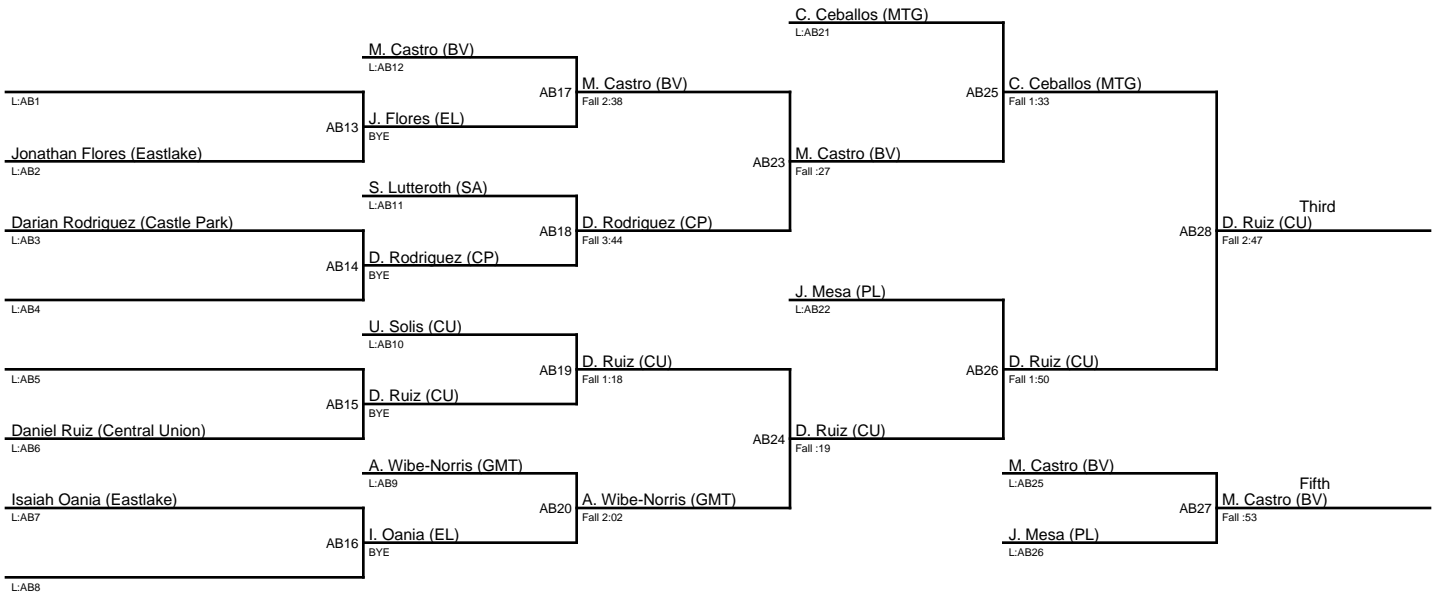 C. Ceballos (MTG)
L:AB21
M. Castro (BV)
L:AB12
AB17
M. Castro (BV)
Fall 2:38
AB25
C. Ceballos (MTG)
Fall 1:33
L:AB1
AB13
J. Flores (EL)
BYE
Jonathan Flores (Eastlake)
L:AB2
AB23
M. Castro (BV)
Fall :27
S. Lutteroth (SA)
L:AB11
Darian Rodriguez (Castle Park)
L:AB3
AB18
D. Rodriguez (CP)
Fall 3:44
AB28
Third
D. Ruiz (CU)
Fall 2:47
AB14
D. Rodriguez (CP)
BYE
L:AB4
J. Mesa (PL)
L:AB22
U. Solis (CU)
L:AB10
L:AB5
AB19
D. Ruiz (CU)
Fall 1:18
AB26
D. Ruiz (CU)
Fall 1:50
AB15
D. Ruiz (CU)
BYE
Daniel Ruiz (Central Union)
L:AB6
AB24
D. Ruiz (CU)
Fall :19
A. Wibe-Norris (GMT)
L:AB9
M. Castro (BV)
L:AB25
Isaiah Oania (Eastlake)
L:AB7
AB20
A. Wibe-Norris (GMT)
Fall 2:02
AB27
Fifth
M. Castro (BV)
Fall :53
AB16
I. Oania (EL)
BYE
J. Mesa (PL)
L:AB26
L:AB8